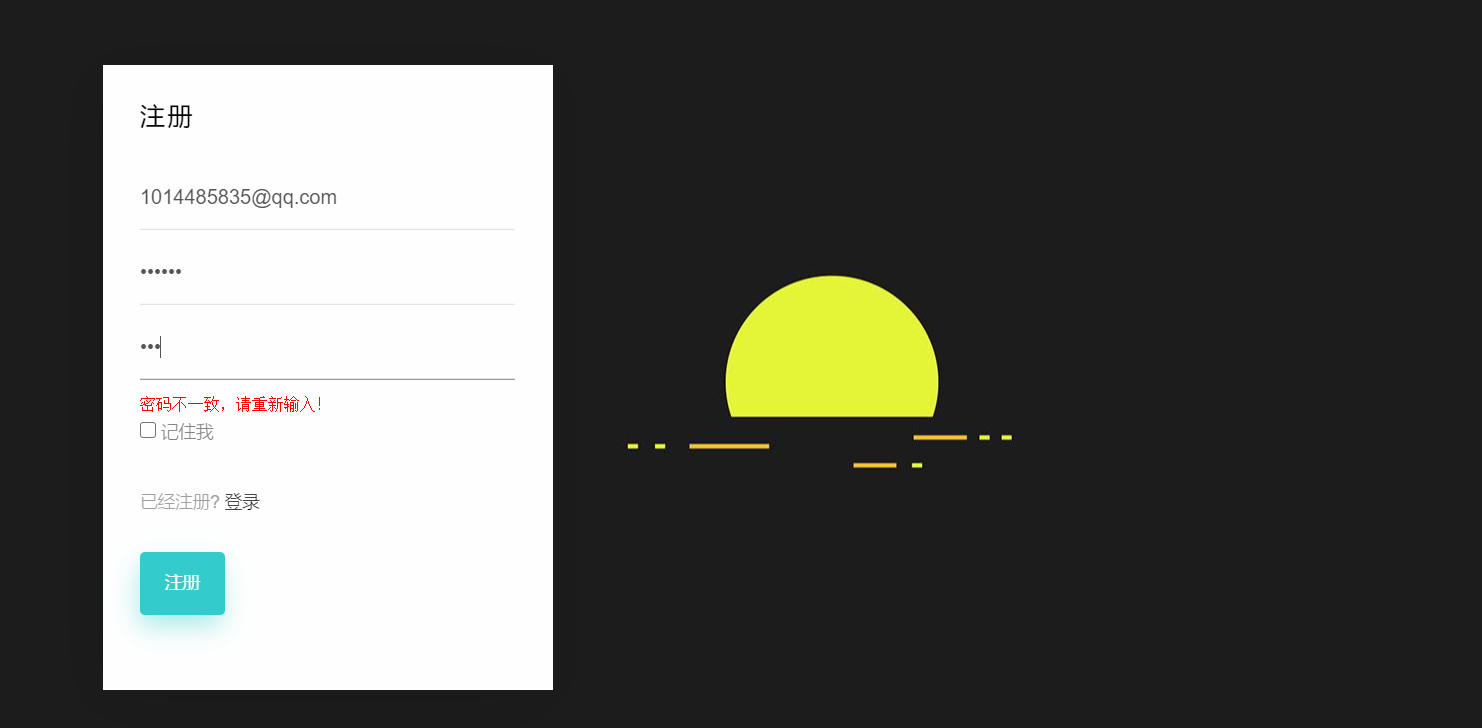 注册
1014485835@qq.com
••••••
•••
密码不一致，请重新输入！
记住我
已经注册? 登录
注册